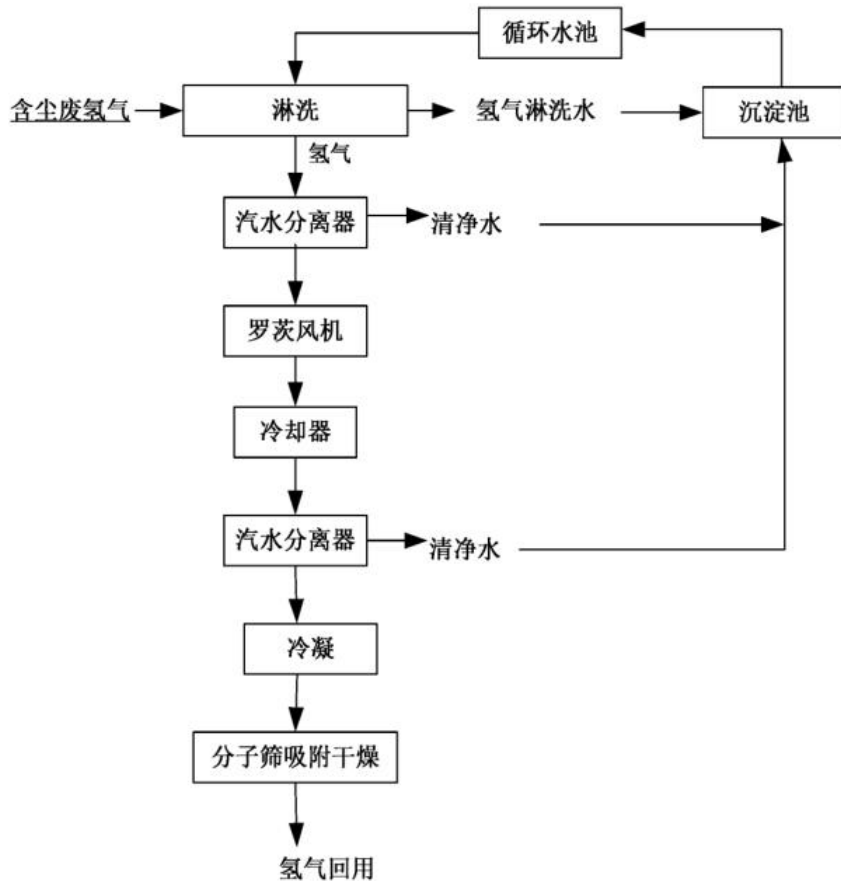 循环水池
含尘废氢气
淋洗
氢气淋洗水
沉淀池
氢气
汽水分离器
清净水
罗茨风机
冷却器
汽水分离器
清净水
冷凝
分子筛吸附干燥
氢气回用